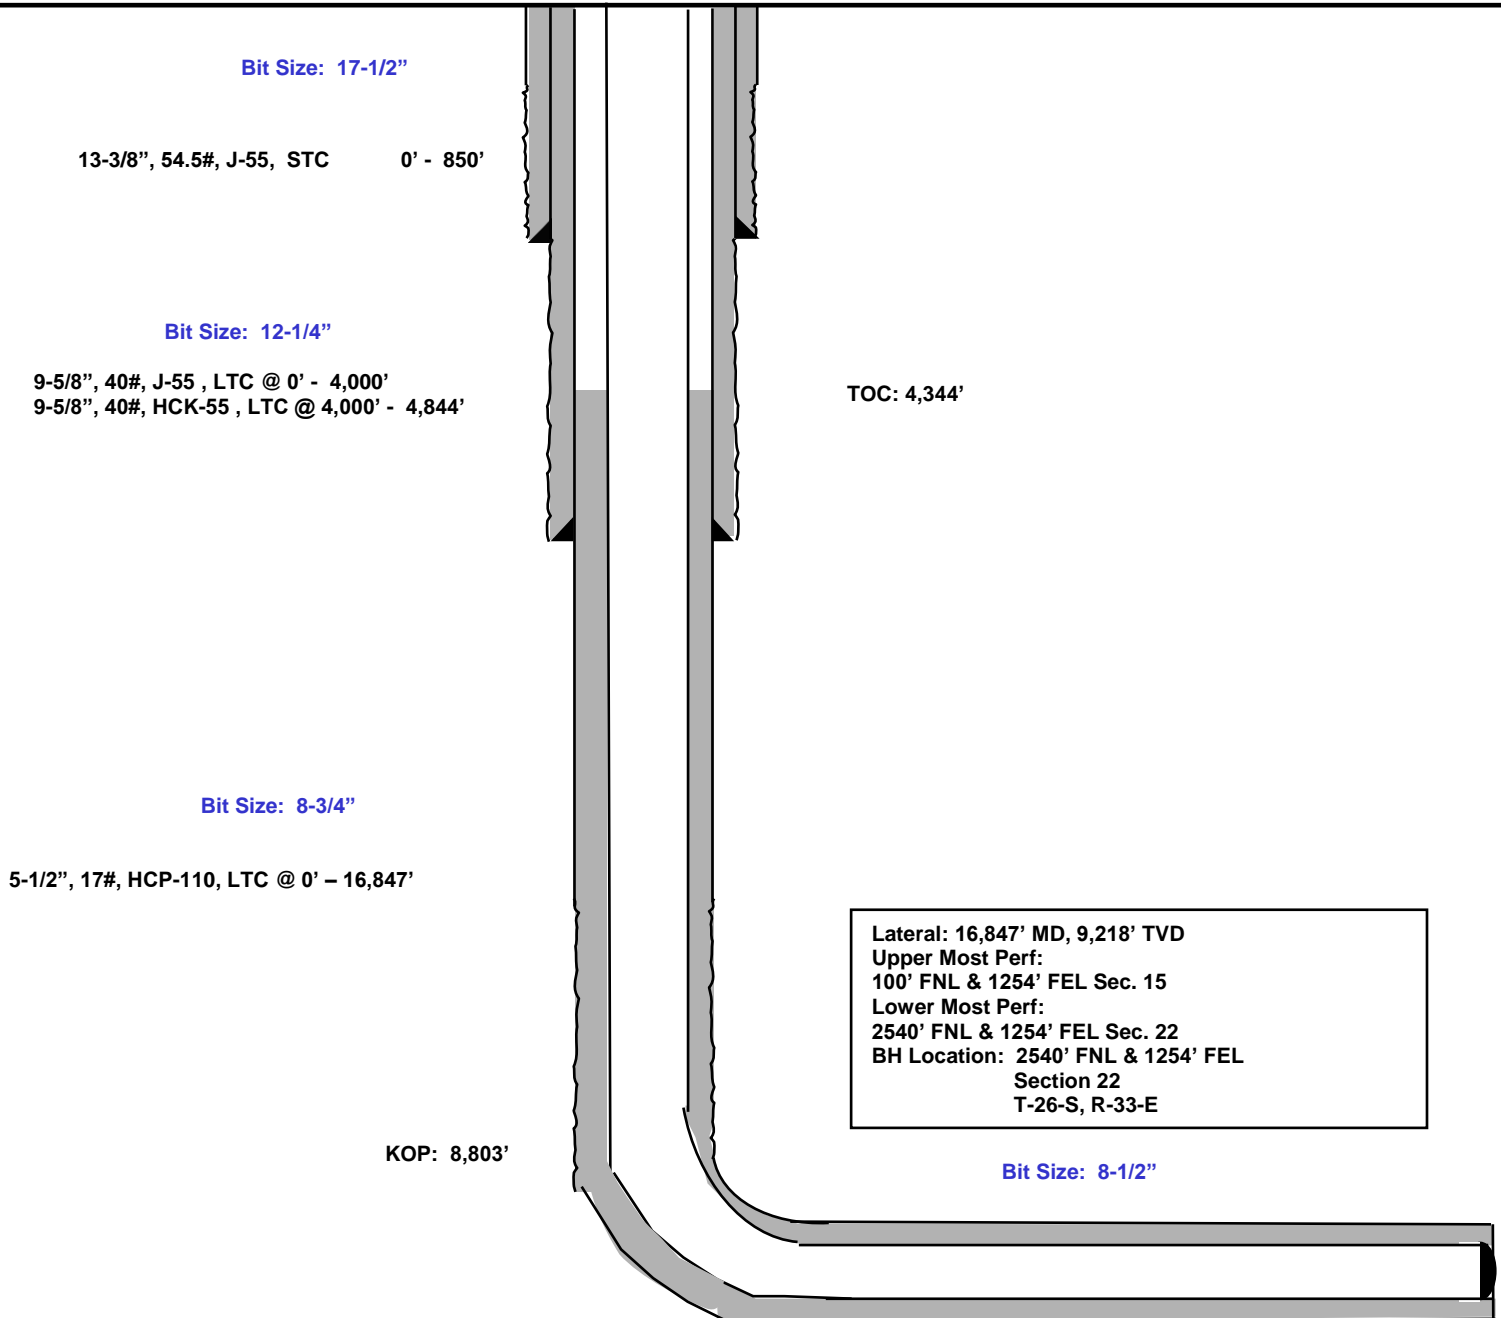 Bit Size: 17-1/2”
13-3/8”, 54.5#, J-55, STC 0’ - 850’
Bit Size: 12-1/4”
9-5/8”, 40#, J-55 , LTC @ 0’ - 4,000’
9-5/8”, 40#, HCK-55 , LTC @ 4,000’ - 4,844’
TOC: 4,344’
Bit Size: 8-3/4”
5-1/2”, 17#, HCP-110, LTC @ 0’ – 16,847’
Lateral: 16,847’ MD, 9,218’ TVD
Upper Most Perf:
100’ FNL & 1254’ FEL Sec. 15
Lower Most Perf:
2540’ FNL & 1254’ FEL Sec. 22
BH Location: 2540’ FNL & 1254’ FEL
Section 22
T-26-S, R-33-E
KOP: 8,803’
Bit Size: 8-1/2”